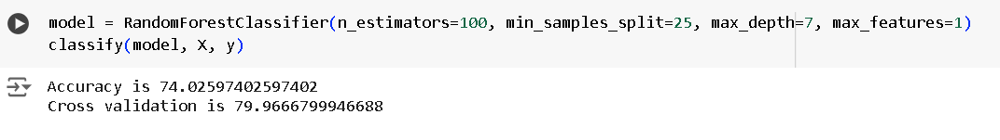 model = RandomForestClassifier(n_estimators=100, min_samples_split=25, max_depth=7, max_features=1)
classify(model, X, y)
Accuracy is 74.02597402597402
Cross validation is 79.9666799946688